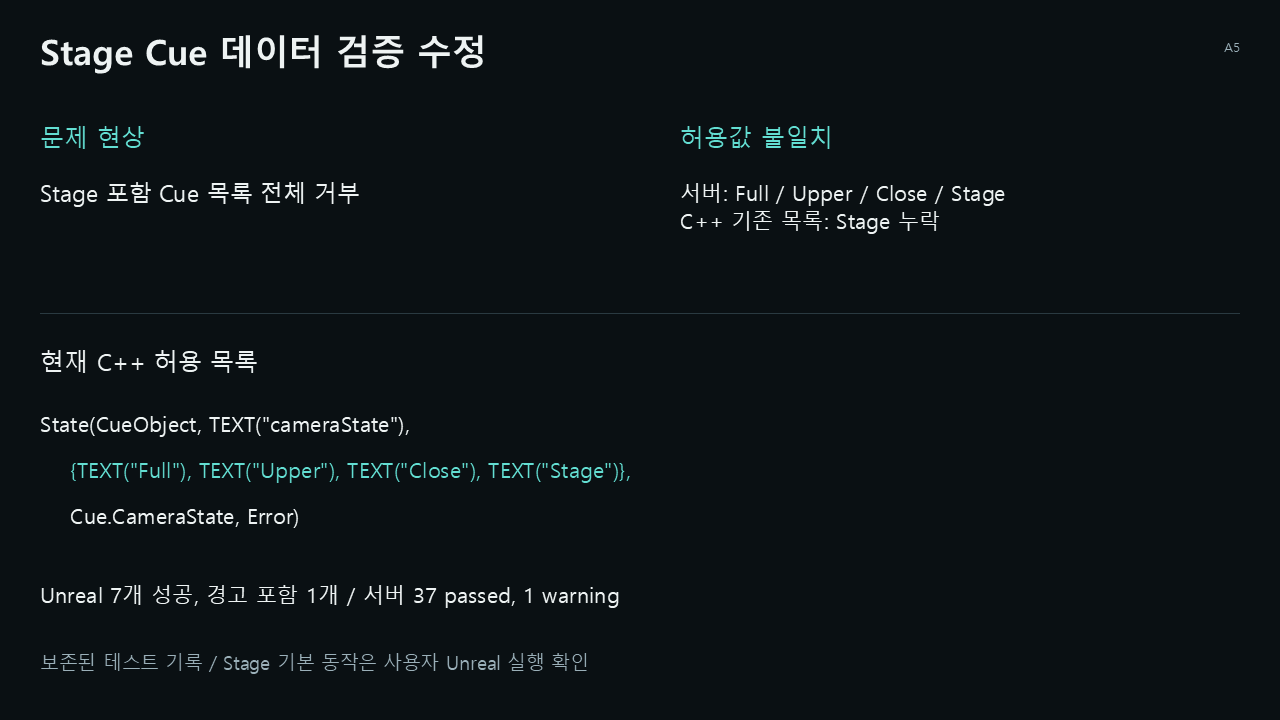 Stage Cue 데이터 검증 수정
A5
문제 현상
Stage 포함 Cue 목록 전체 거부
허용값 불일치
서버: Full / Upper / Close / Stage
C++ 기존 목록: Stage 누락
현재 C++ 허용 목록
State(CueObject, TEXT("cameraState"),
{TEXT("Full"), TEXT("Upper"), TEXT("Close"), TEXT("Stage")},
Cue.CameraState, Error)
Unreal 7개 성공, 경고 포함 1개 / 서버 37 passed, 1 warning
보존된 테스트 기록 / Stage 기본 동작은 사용자 Unreal 실행 확인